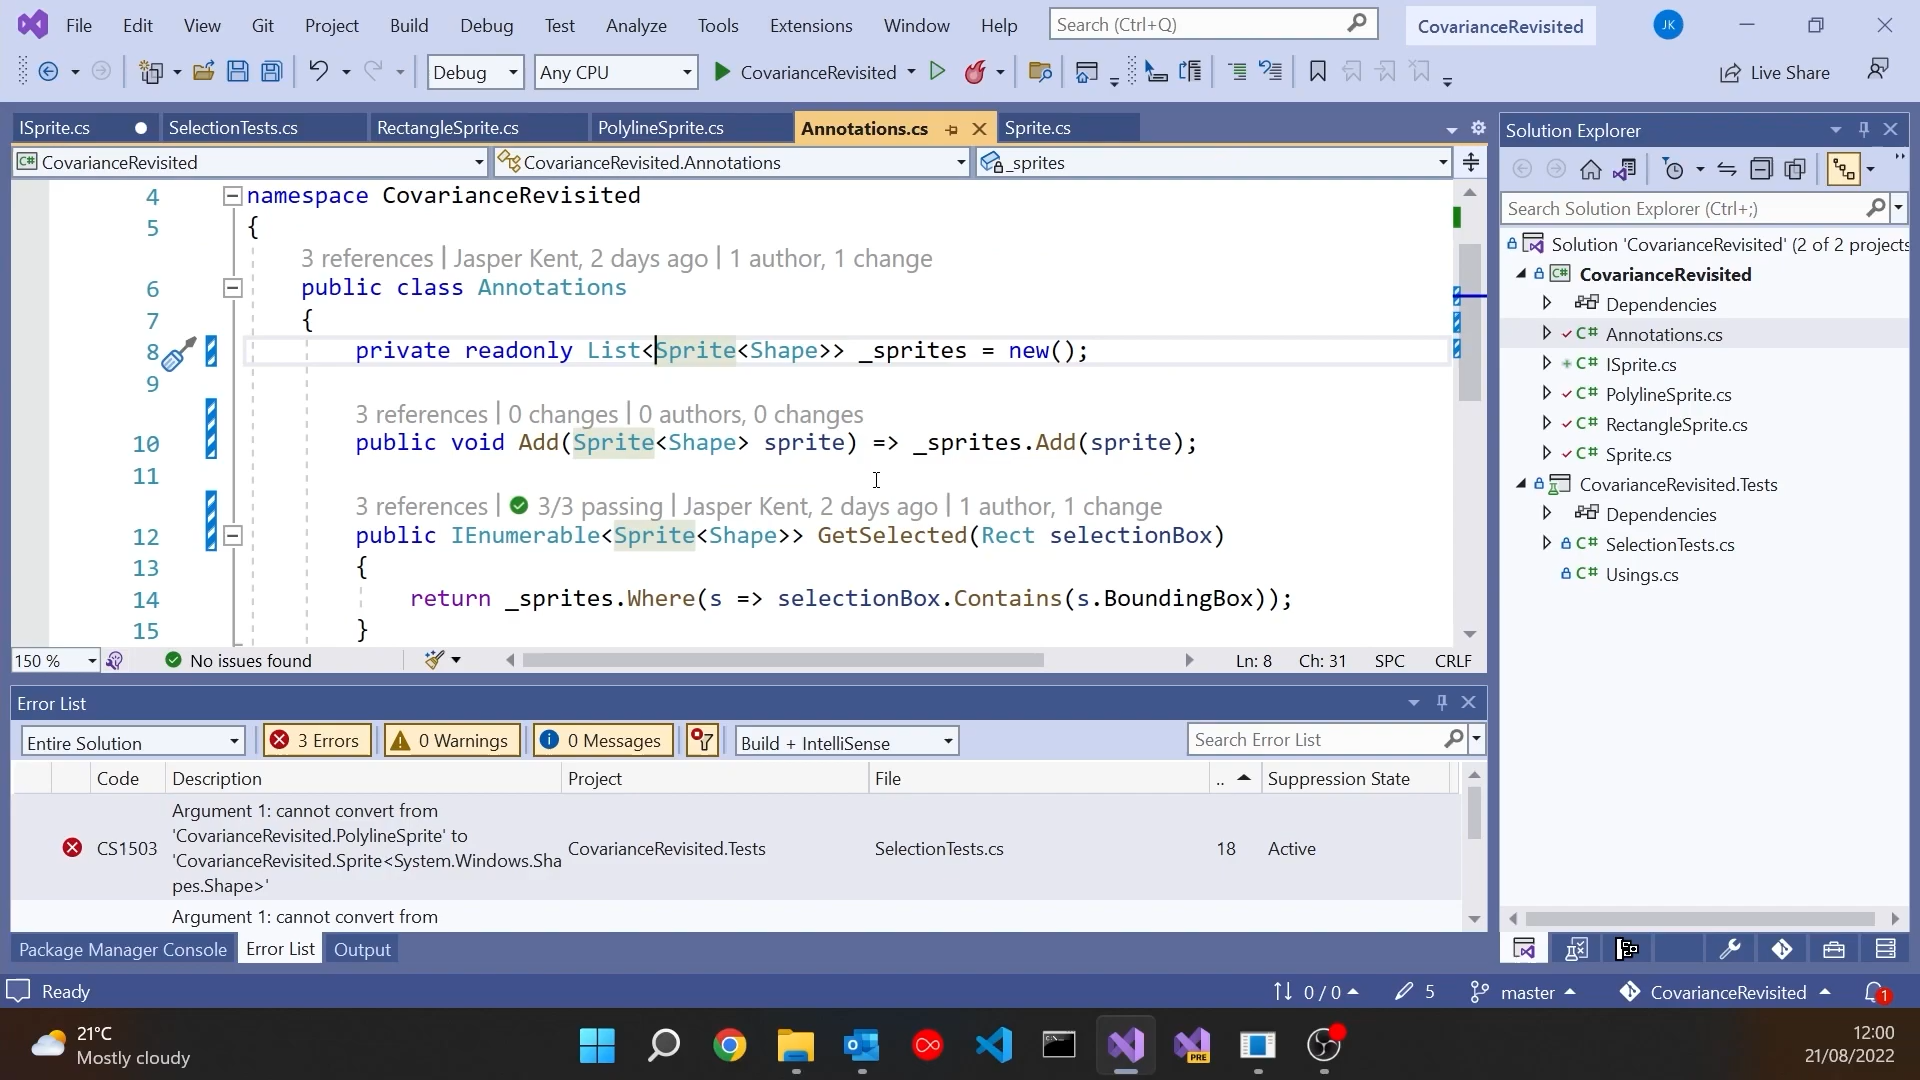 File Edit View Git Project Build Debug Test Analyze Tools Extensions Window Help Search (Ctrl+Q) CovarianceRevisited JK
Debug Any CPU CovarianceRevisited Live Share
ISprite.cs SelectionTests.cs RectangleSprite.cs PolylineSprite.cs Annotations.cs Sprite.cs
CovarianceRevisited CovarianceRevisited.Annotations _sprites
4 namespace CovarianceRevisited
5 {
3 references | Jasper Kent, 2 days ago | 1 author, 1 change
6 public class Annotations
7 {
8 private readonly List<Sprite<Shape>> _sprites = new();
9
3 references | 0 changes | 0 authors, 0 changes
10 public void Add(Sprite<Shape> sprite) => _sprites.Add(sprite);
11
3 references | 3/3 passing | Jasper Kent, 2 days ago | 1 author, 1 change
12 public IEnumerable<Sprite<Shape>> GetSelected(Rect selectionBox)
13 {
14 return _sprites.Where(s => selectionBox.Contains(s.BoundingBox));
15 }
150 % No issues found Ln: 8 Ch: 31 SPC CRLF
Error List
Entire Solution 3 Errors 0 Warnings 0 Messages Build + IntelliSense Search Error List
Code Description Project File .. Suppression State
Argument 1: cannot convert from
'CovarianceRevisited.PolylineSprite' to
CS1503 'CovarianceRevisited.Sprite<System.Windows.Sha CovarianceRevisited.Tests SelectionTests.cs 18 Active
pes.Shape>'
Argument 1: cannot convert from
Package Manager Console Error List Output
Solution Explorer
Search Solution Explorer (Ctrl+;)
Solution 'CovarianceRevisited' (2 of 2 projects
C# CovarianceRevisited
Dependencies
C# Annotations.cs
C# ISprite.cs
C# PolylineSprite.cs
C# RectangleSprite.cs
C# Sprite.cs
CovarianceRevisited.Tests
Dependencies
C# SelectionTests.cs
C# Usings.cs
Ready 0 / 0 5 master CovarianceRevisited 1
21°C
Mostly cloudy
PRE
12:00
21/08/2022